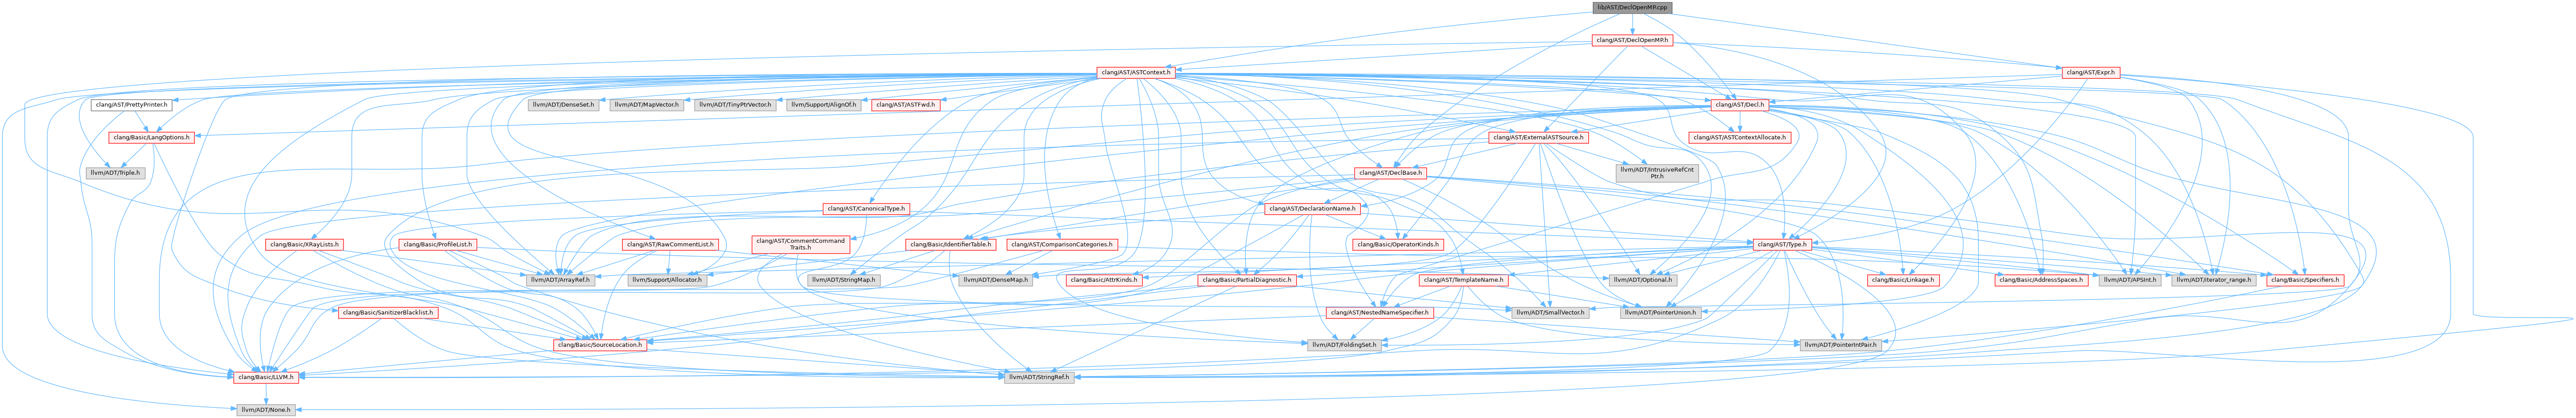 lib/AST/DeclOpenMP.cpp
clang/AST/DeclOpenMP.h
clang/AST/ASTContext.h
clang/AST/Expr.h
clang/AST/PrettyPrinter.h
llvm/ADT/DenseSet.h
llvm/ADT/MapVector.h
llvm/ADT/TinyPtrVector.h
llvm/Support/AlignOf.h
clang/AST/ASTFwd.h
clang/AST/Decl.h
clang/Basic/LangOptions.h
clang/AST/ExternalASTSource.h
clang/AST/ASTContextAllocate.h
llvm/ADT/Triple.h
clang/AST/DeclBase.h
llvm/ADT/IntrusiveRefCnt
Ptr.h
clang/AST/CanonicalType.h
clang/AST/DeclarationName.h
clang/Basic/XRayLists.h
clang/Basic/ProfileList.h
clang/AST/RawCommentList.h
clang/AST/CommentCommand
Traits.h
clang/Basic/IdentifierTable.h
clang/AST/ComparisonCategories.h
clang/Basic/OperatorKinds.h
clang/AST/Type.h
llvm/ADT/ArrayRef.h
llvm/Support/Allocator.h
llvm/ADT/StringMap.h
llvm/ADT/DenseMap.h
clang/Basic/AttrKinds.h
clang/Basic/PartialDiagnostic.h
clang/AST/TemplateName.h
llvm/ADT/Optional.h
clang/Basic/Linkage.h
clang/Basic/AddressSpaces.h
llvm/ADT/APSInt.h
llvm/ADT/iterator_range.h
clang/Basic/Specifiers.h
clang/Basic/SanitizerBlacklist.h
clang/AST/NestedNameSpecifier.h
llvm/ADT/SmallVector.h
llvm/ADT/PointerUnion.h
clang/Basic/SourceLocation.h
llvm/ADT/FoldingSet.h
llvm/ADT/PointerIntPair.h
clang/Basic/LLVM.h
llvm/ADT/StringRef.h
llvm/ADT/None.h